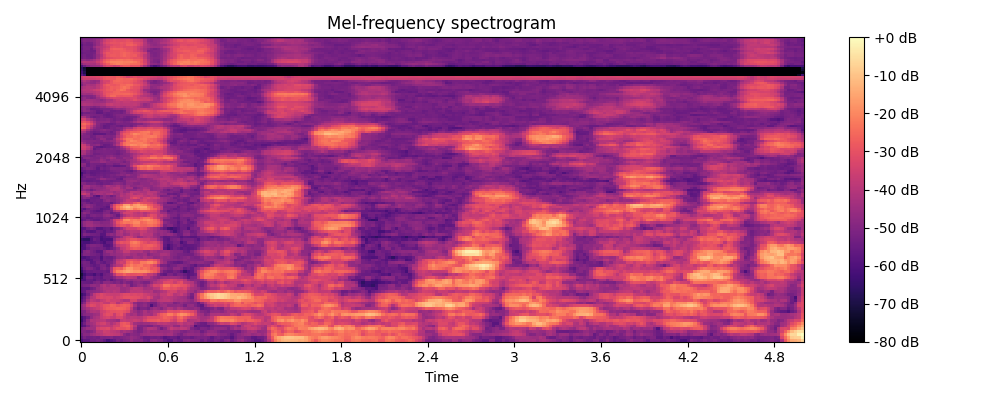 Mel-frequency spectrogram
Hz
4096
2048
1024
512
0
0 0.6 1.2 1.8 2.4 3 3.6 4.2 4.8
Time
+0 dB
-10 dB
-20 dB
-30 dB
-40 dB
-50 dB
-60 dB
-70 dB
-80 dB